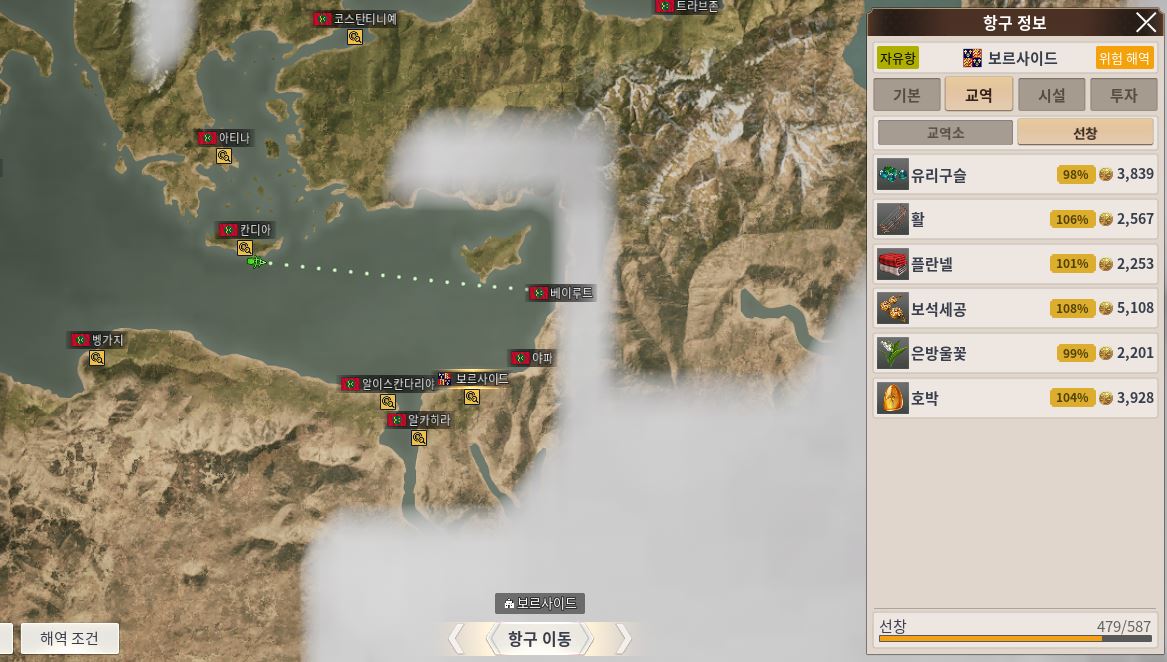 코스탄티니예
트라브존
아티나
칸디아
베이루트
벵가지
야파
알이스칸다리야
보르사이드
알카히라
보르사이드
항구 이동
해역 조건
항구 정보
자유항
보르사이드
위험 해역
기본
교역
시설
투자
교역소
선창
유리구슬 98% 3,839
활 106% 2,567
플란넬 101% 2,253
보석세공 108% 5,108
은방울꽃 99% 2,201
호박 104% 3,928
선창 479/587